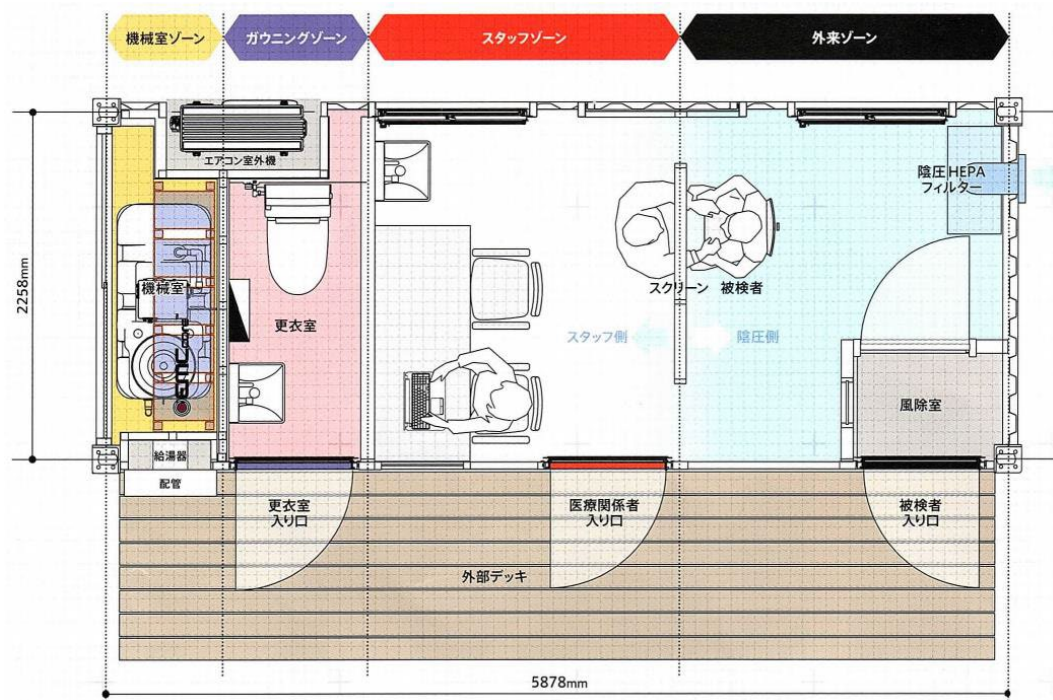 機械室ゾーン
ガウニングゾーン
スタッフゾーン
外来ゾーン
エアコン室外機
陰圧HEPA
フィルター
2258mm
機械室
更衣室
スクリーン
被検者
スタッフ側
陰圧側
風除室
給湯器
配管
更衣室
入り口
医療関係者
入り口
被検者
入り口
外部デッキ
5878mm